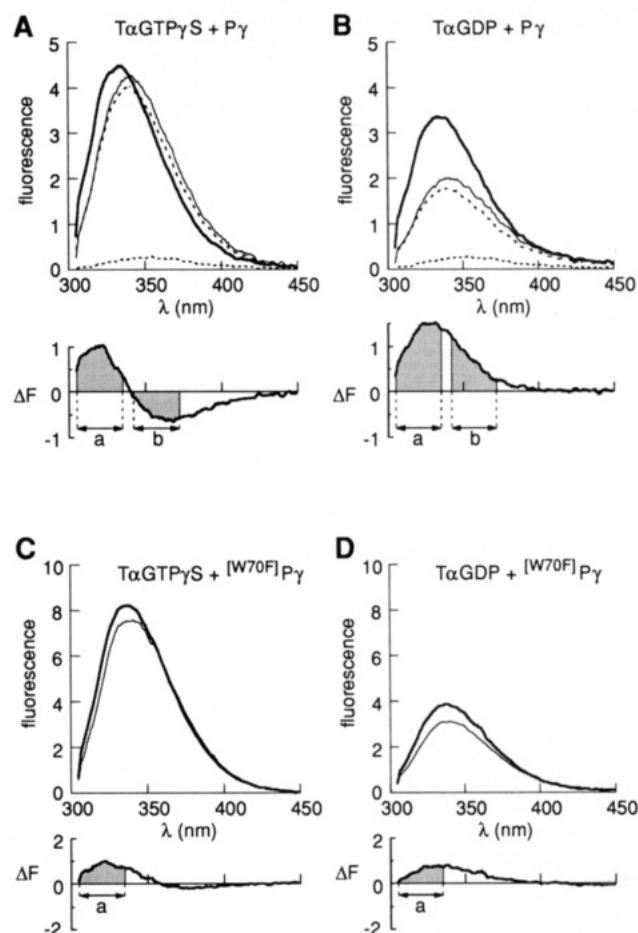 A TαGTPγS + Pγ
fluorescence
5
4
3
2
1
0
300 350 400 450
λ (nm)
ΔF
1
0
-1
a b
B TαGDP + Pγ
fluorescence
5
4
3
2
1
0
300 350 400 450
λ (nm)
ΔF
1
0
-1
a b
C TαGTPγS + [W70F]Pγ
fluorescence
10
8
6
4
2
0
300 350 400 450
λ (nm)
ΔF
2
0
-2
a
D TαGDP + [W70F]Pγ
fluorescence
10
8
6
4
2
0
300 350 400 450
λ (nm)
ΔF
2
0
-2
a